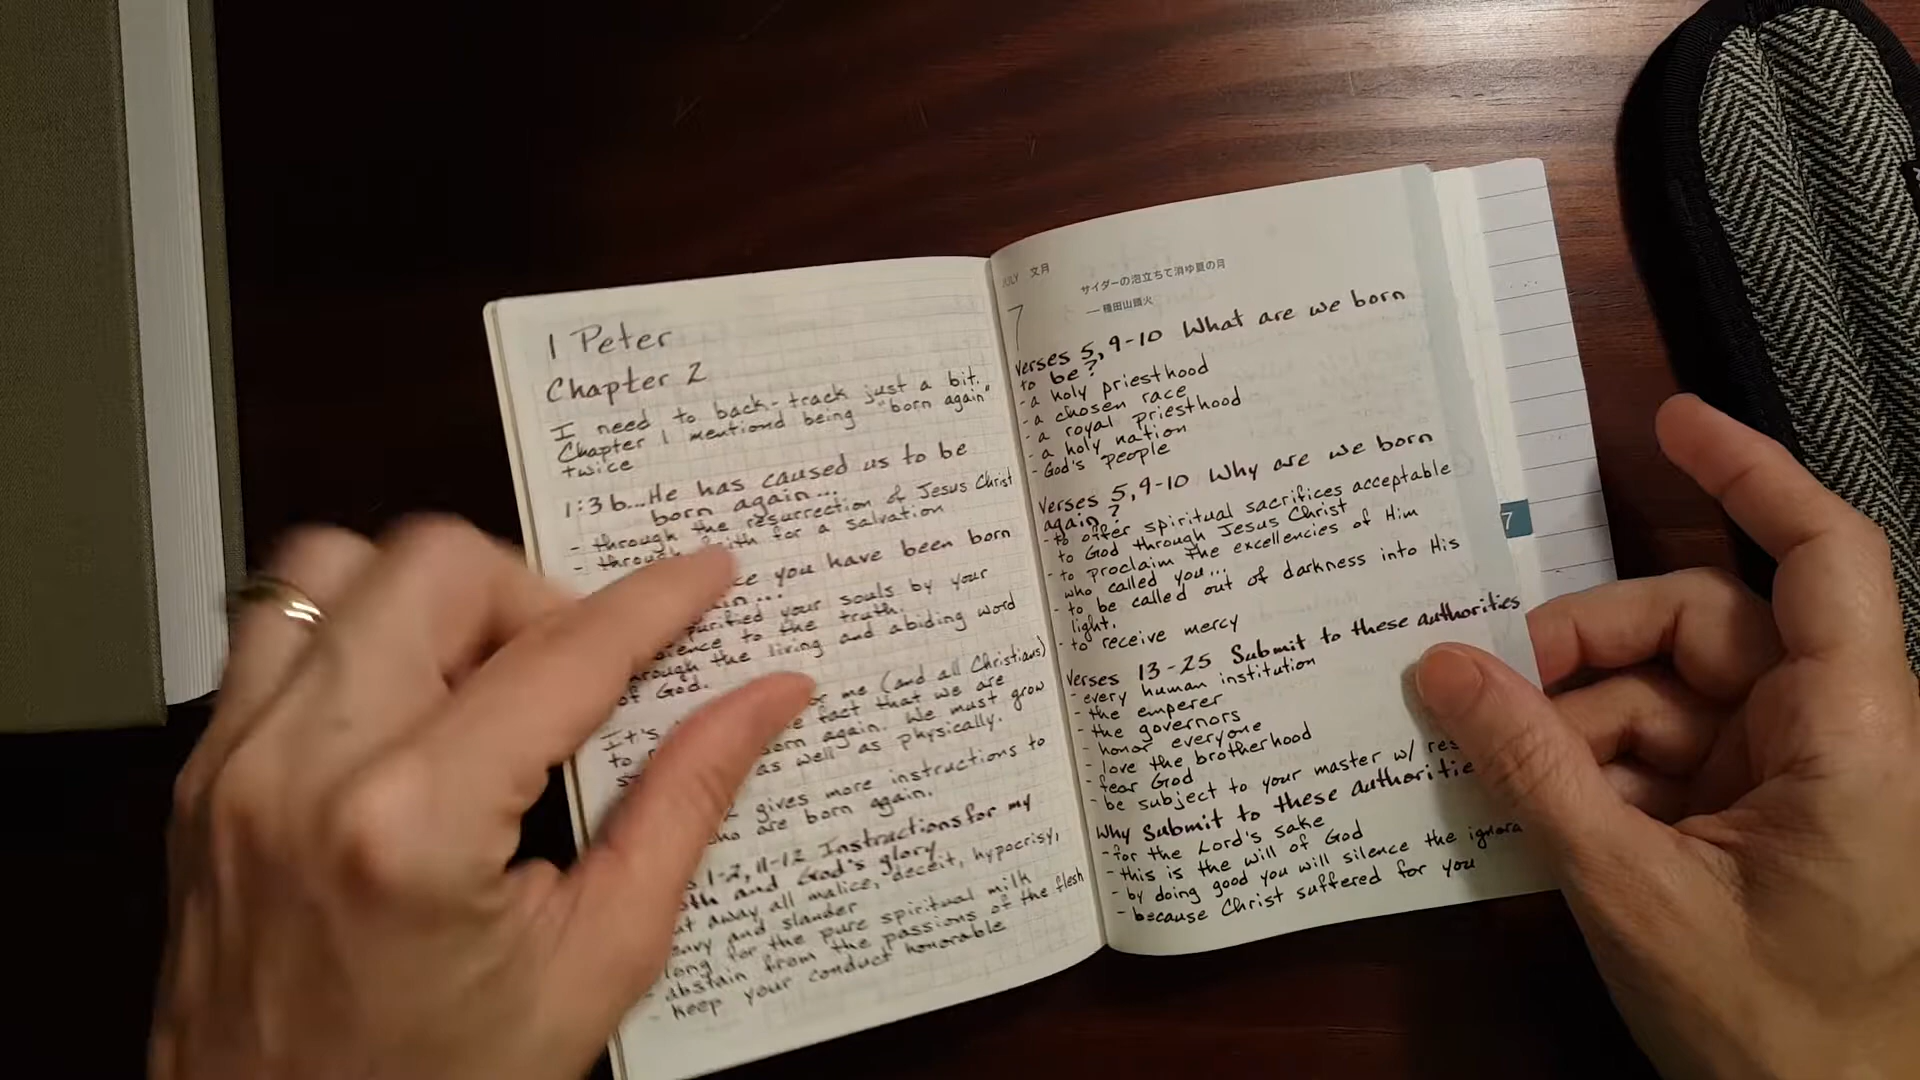 1 Peter
Chapter 2
I need to back-track just a bit.
Chapter 1 mentiond being "born again"
twice
1:3b...He has caused us to be
born again...
- through the resurrection of Jesus Christ
- through faith for a salvation
you have been born
purified your souls by your
to the truth.
the living and abiding word
of God.
It's me (and all Christians)
to fact that we are
born again. We must grow
as well as physically.
gives more instructions to
who are born again.
1-2, 11-12 Instructions for my
and God's glory
away all malice, deceit, hypocrisy,
envy and slander
long for the pure spiritual milk
- abstain from the passions of the flesh
- keep your conduct honorable
JULY 文月
7
サイダーの泡立ちて消ゆ夏の月
—種田山頭火
Verses 5, 9-10 What are we born
to be?
- a holy priesthood
- a chosen race
- a royal priesthood
- a holy nation
- God's people
Verses 5, 9-10 Why are we born
again?
- to offer spiritual sacrifices acceptable
to God through Jesus Christ
- to proclaim the excellencies of Him
who called you...
- to be called out of darkness into His
light.
- to receive mercy
Verses 13-25 Submit to these authorities
- every human institution
- the emperer
- the governors
- honor everyone
- love the brotherhood
- fear God
- be subject to your master w/
Why Submit to these
- for the Lord's sake
- this is the will of God
- by doing good you will silence the
- because Christ suffered for you
7